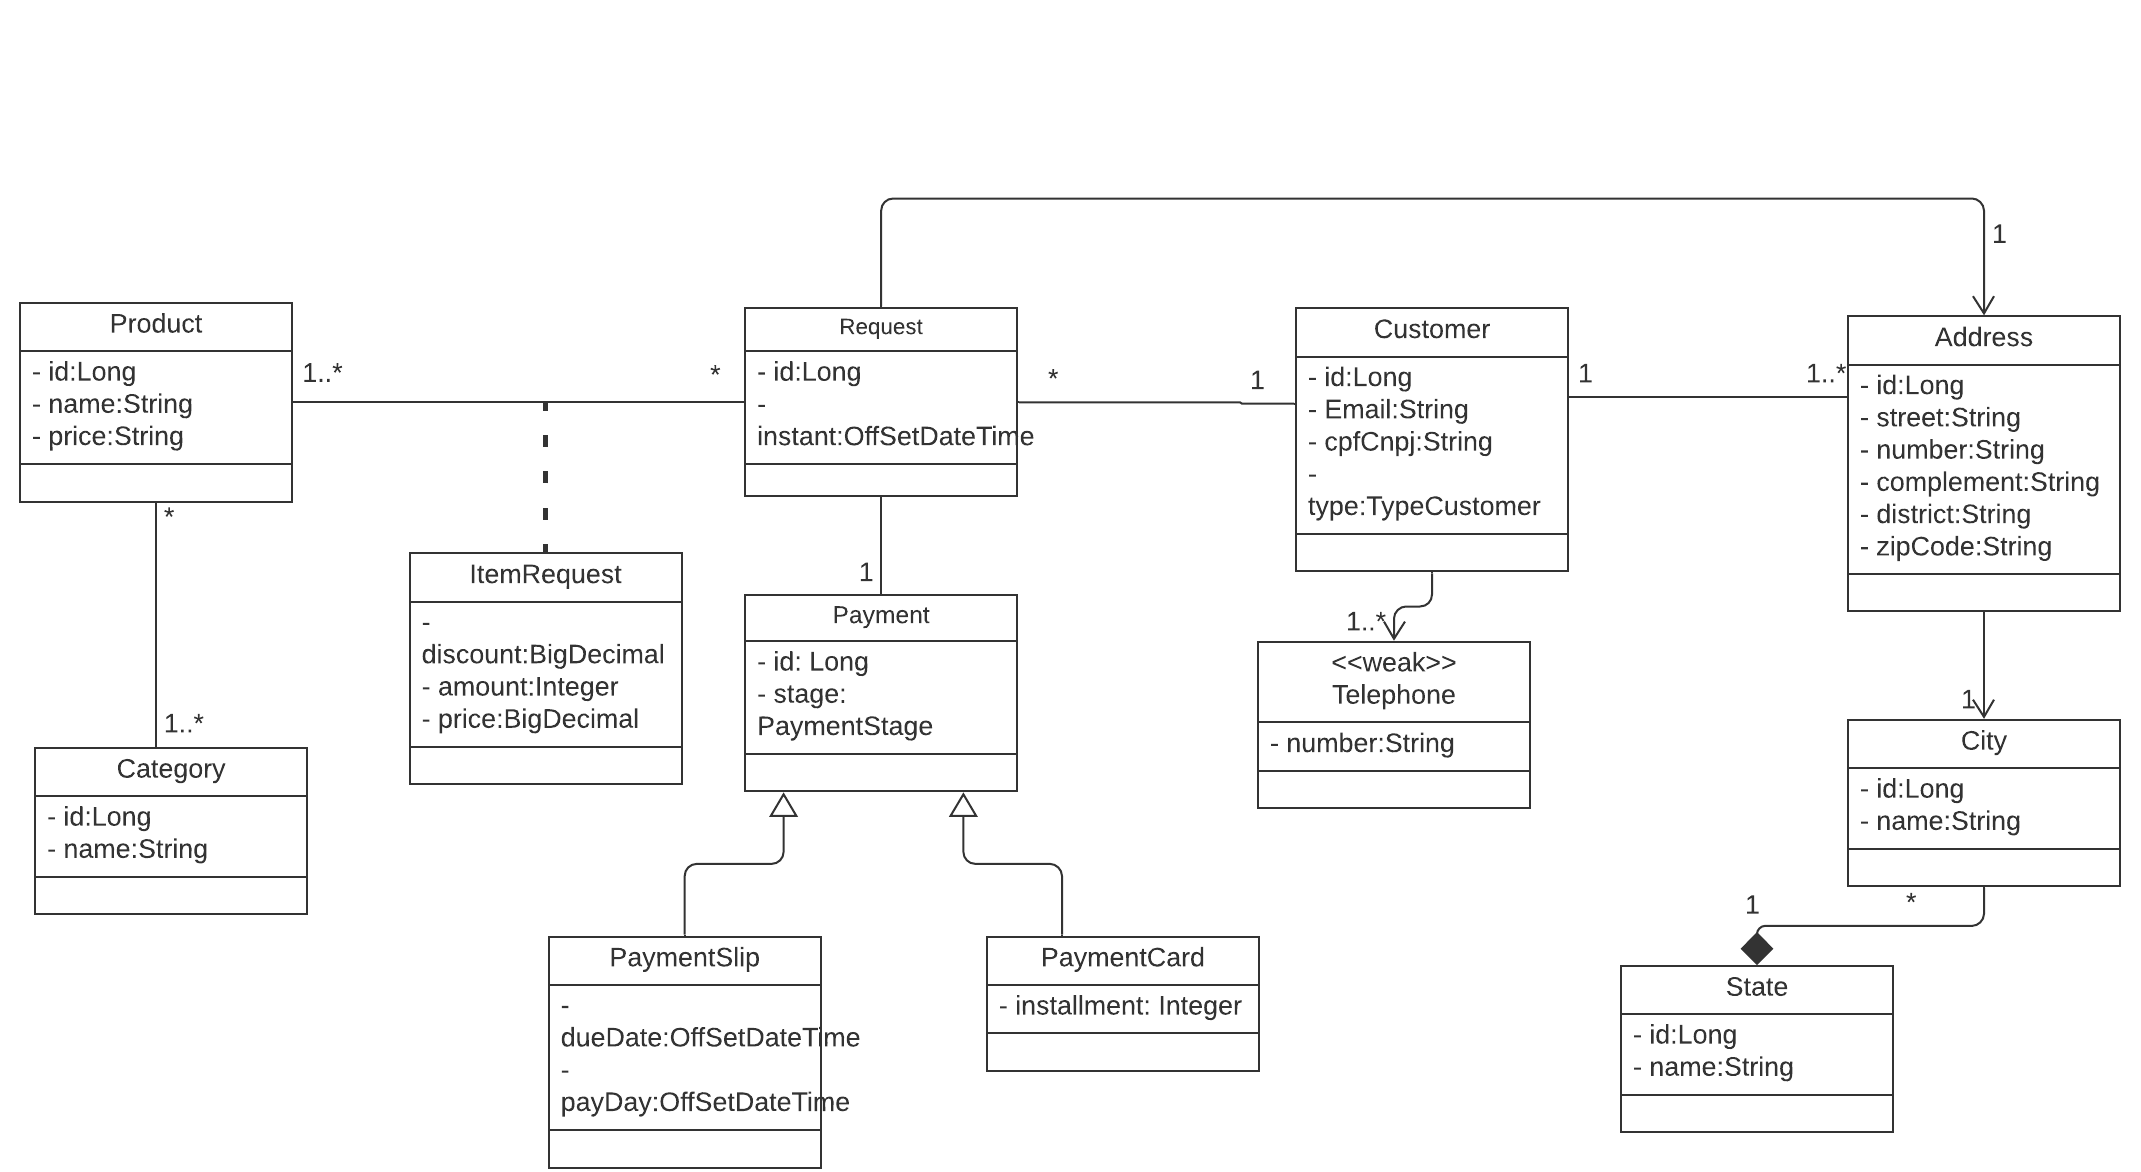 1
Product
- id:Long
- name:String
- price:String
1..*
*
Request
- id:Long
-
instant:OffSetDateTime
*
1
Customer
- id:Long
- Email:String
- cpfCnpj:String
-
type:TypeCustomer
1
1..*
Address
- id:Long
- street:String
- number:String
- complement:String
- district:String
- zipCode:String
*
1..*
Category
- id:Long
- name:String
ItemRequest
-
discount:BigDecimal
- amount:Integer
- price:BigDecimal
1
Payment
- id: Long
- stage:
PaymentStage
1..*
<<weak>>
Telephone
- number:String
1
City
- id:Long
- name:String
PaymentSlip
-
dueDate:OffSetDateTime
-
payDay:OffSetDateTime
PaymentCard
- installment: Integer
1
*
State
- id:Long
- name:String